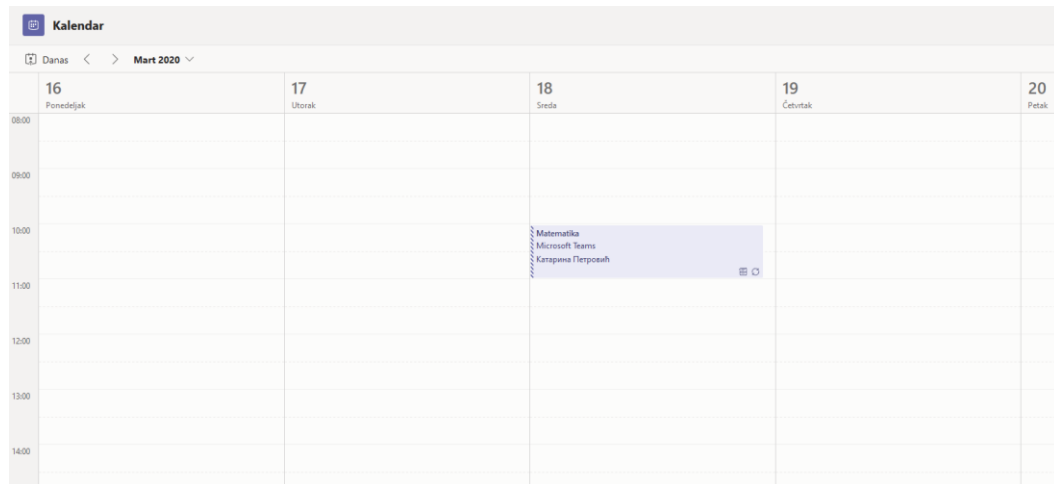 Kalendar
Danas Mart 2020
16 17 18 19 20
Ponedeljak Utorak Sreda Četvrtak Petak
08:00
09:00
10:00
Matematika
Microsoft Teams
Катарина Петровић
11:00
12:00
13:00
14:00